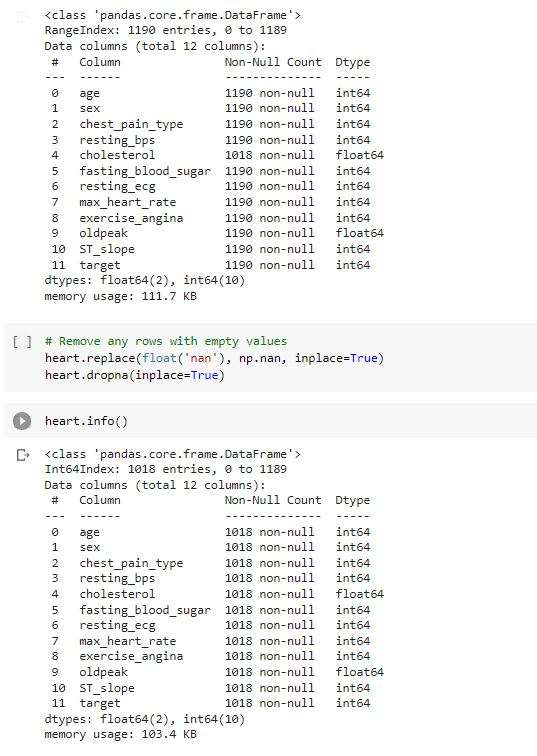 <class 'pandas.core.frame.DataFrame'>
RangeIndex: 1190 entries, 0 to 1189
Data columns (total 12 columns):
 #   Column               Non-Null Count  Dtype
---  ------               --------------  -----
 0   age                  1190 non-null   int64
 1   sex                  1190 non-null   int64
 2   chest_pain_type      1190 non-null   int64
 3   resting_bps          1190 non-null   int64
 4   cholesterol          1018 non-null   float64
 5   fasting_blood_sugar  1190 non-null   int64
 6   resting_ecg          1190 non-null   int64
 7   max_heart_rate       1190 non-null   int64
 8   exercise_angina      1190 non-null   int64
 9   oldpeak              1190 non-null   float64
 10  ST_slope             1190 non-null   int64
 11  target               1190 non-null   int64
dtypes: float64(2), int64(10)
memory usage: 111.7 KB
[ ] # Remove any rows with empty values
heart.replace(float('nan'), np.nan, inplace=True)
heart.dropna(inplace=True)
heart.info()
<class 'pandas.core.frame.DataFrame'>
Int64Index: 1018 entries, 0 to 1189
Data columns (total 12 columns):
 #   Column               Non-Null Count  Dtype
---  ------               --------------  -----
 0   age                  1018 non-null   int64
 1   sex                  1018 non-null   int64
 2   chest_pain_type      1018 non-null   int64
 3   resting_bps          1018 non-null   int64
 4   cholesterol          1018 non-null   float64
 5   fasting_blood_sugar  1018 non-null   int64
 6   resting_ecg          1018 non-null   int64
 7   max_heart_rate       1018 non-null   int64
 8   exercise_angina      1018 non-null   int64
 9   oldpeak              1018 non-null   float64
 10  ST_slope             1018 non-null   int64
 11  target               1018 non-null   int64
dtypes: float64(2), int64(10)
memory usage: 103.4 KB